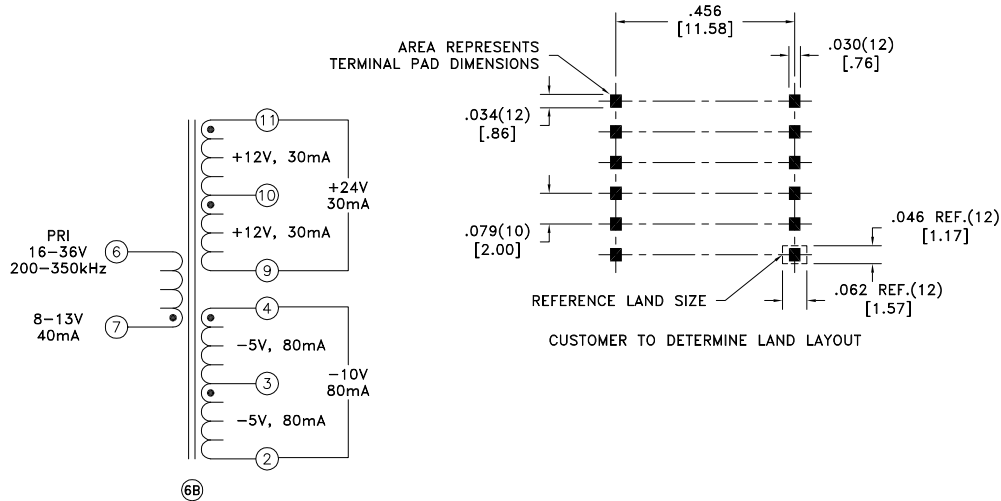 .456
[11.58]
AREA REPRESENTS
TERMINAL PAD DIMENSIONS
.030(12)
[.76]
.034(12)
[.86]
.079(10)
[2.00]
.046 REF.(12)
[1.17]
REFERENCE LAND SIZE
.062 REF.(12)
[1.57]
CUSTOMER TO DETERMINE LAND LAYOUT
11
+12V, 30mA
10
+24V
30mA
+12V, 30mA
9
PRI
16-36V
200-350kHz
6
7
8-13V
40mA
4
-5V, 80mA
3
-10V
80mA
-5V, 80mA
2
6B